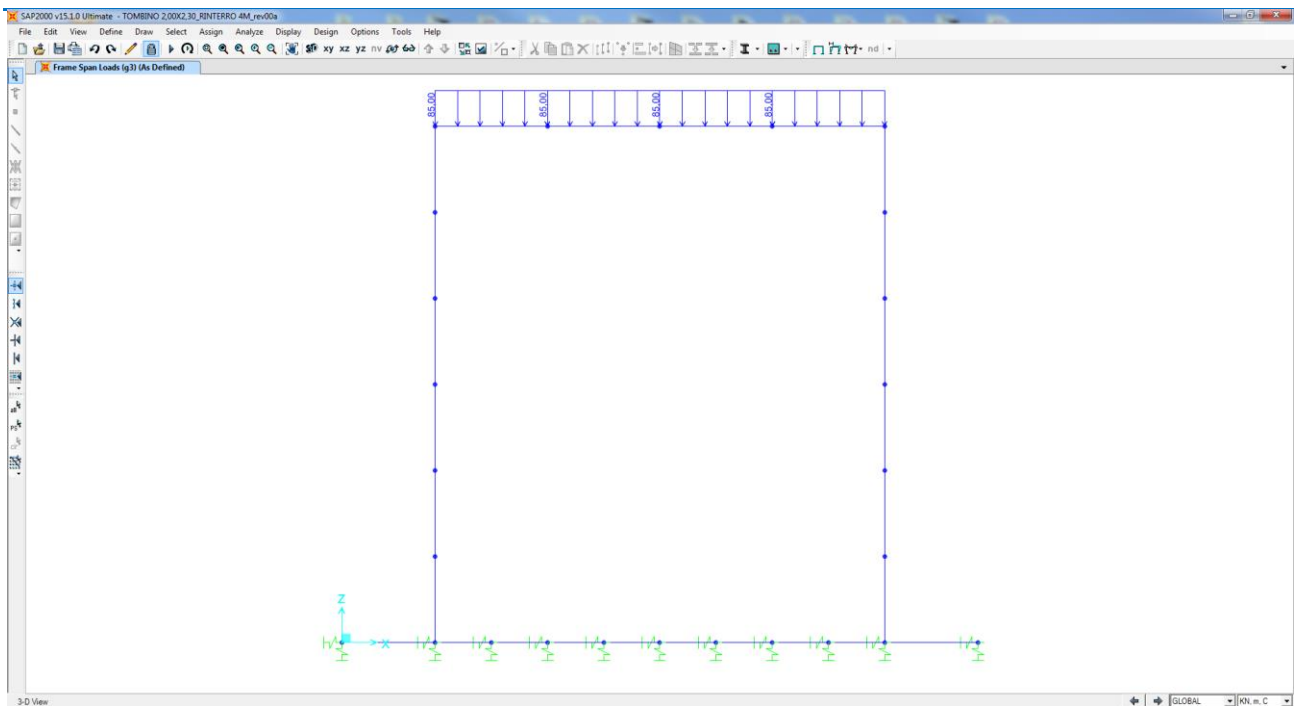 SAP2000 v15.1.0 Ultimate - TOMBINO 2,00X2,30_RINTERRO 4M_rev00a
File Edit View Define Draw Select Assign Analyze Display Design Options Tools Help
xy xz yz nv nd
Frame Span Loads (g3) (As Defined)
85.00 85.00 85.00 85.00
Z
X
3-D View GLOBAL KN, m, C